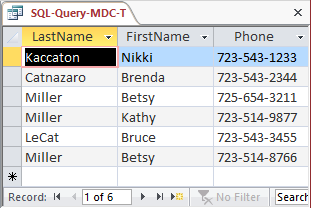 SQL-Query-MDC-T
LastName FirstName Phone
Kaccaton Nikki 723-543-1233
Catnazaro Brenda 723-543-2344
Miller Betsy 725-654-3211
Miller Kathy 723-514-9877
LeCat Bruce 723-543-3455
Miller Betsy 723-514-8766
Record: 1 of 6 No Filter Search